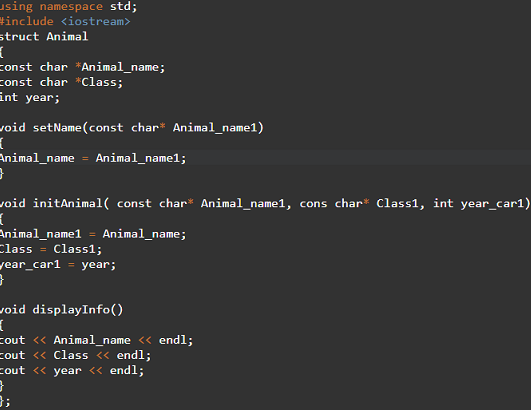 using namespace std;
#include <iostream>
struct Animal
{
const char *Animal_name;
const char *Class;
int year;
void setName(const char* Animal_name1)
{
Animal_name = Animal_name1;
}
void initAnimal( const char* Animal_name1, cons char* Class1, int year_car1)
{
Animal_name1 = Animal_name;
Class = Class1;
year_car1 = year;
}
void displayInfo()
{
cout << Animal_name << endl;
cout << Class << endl;
cout << year << endl;
}
};